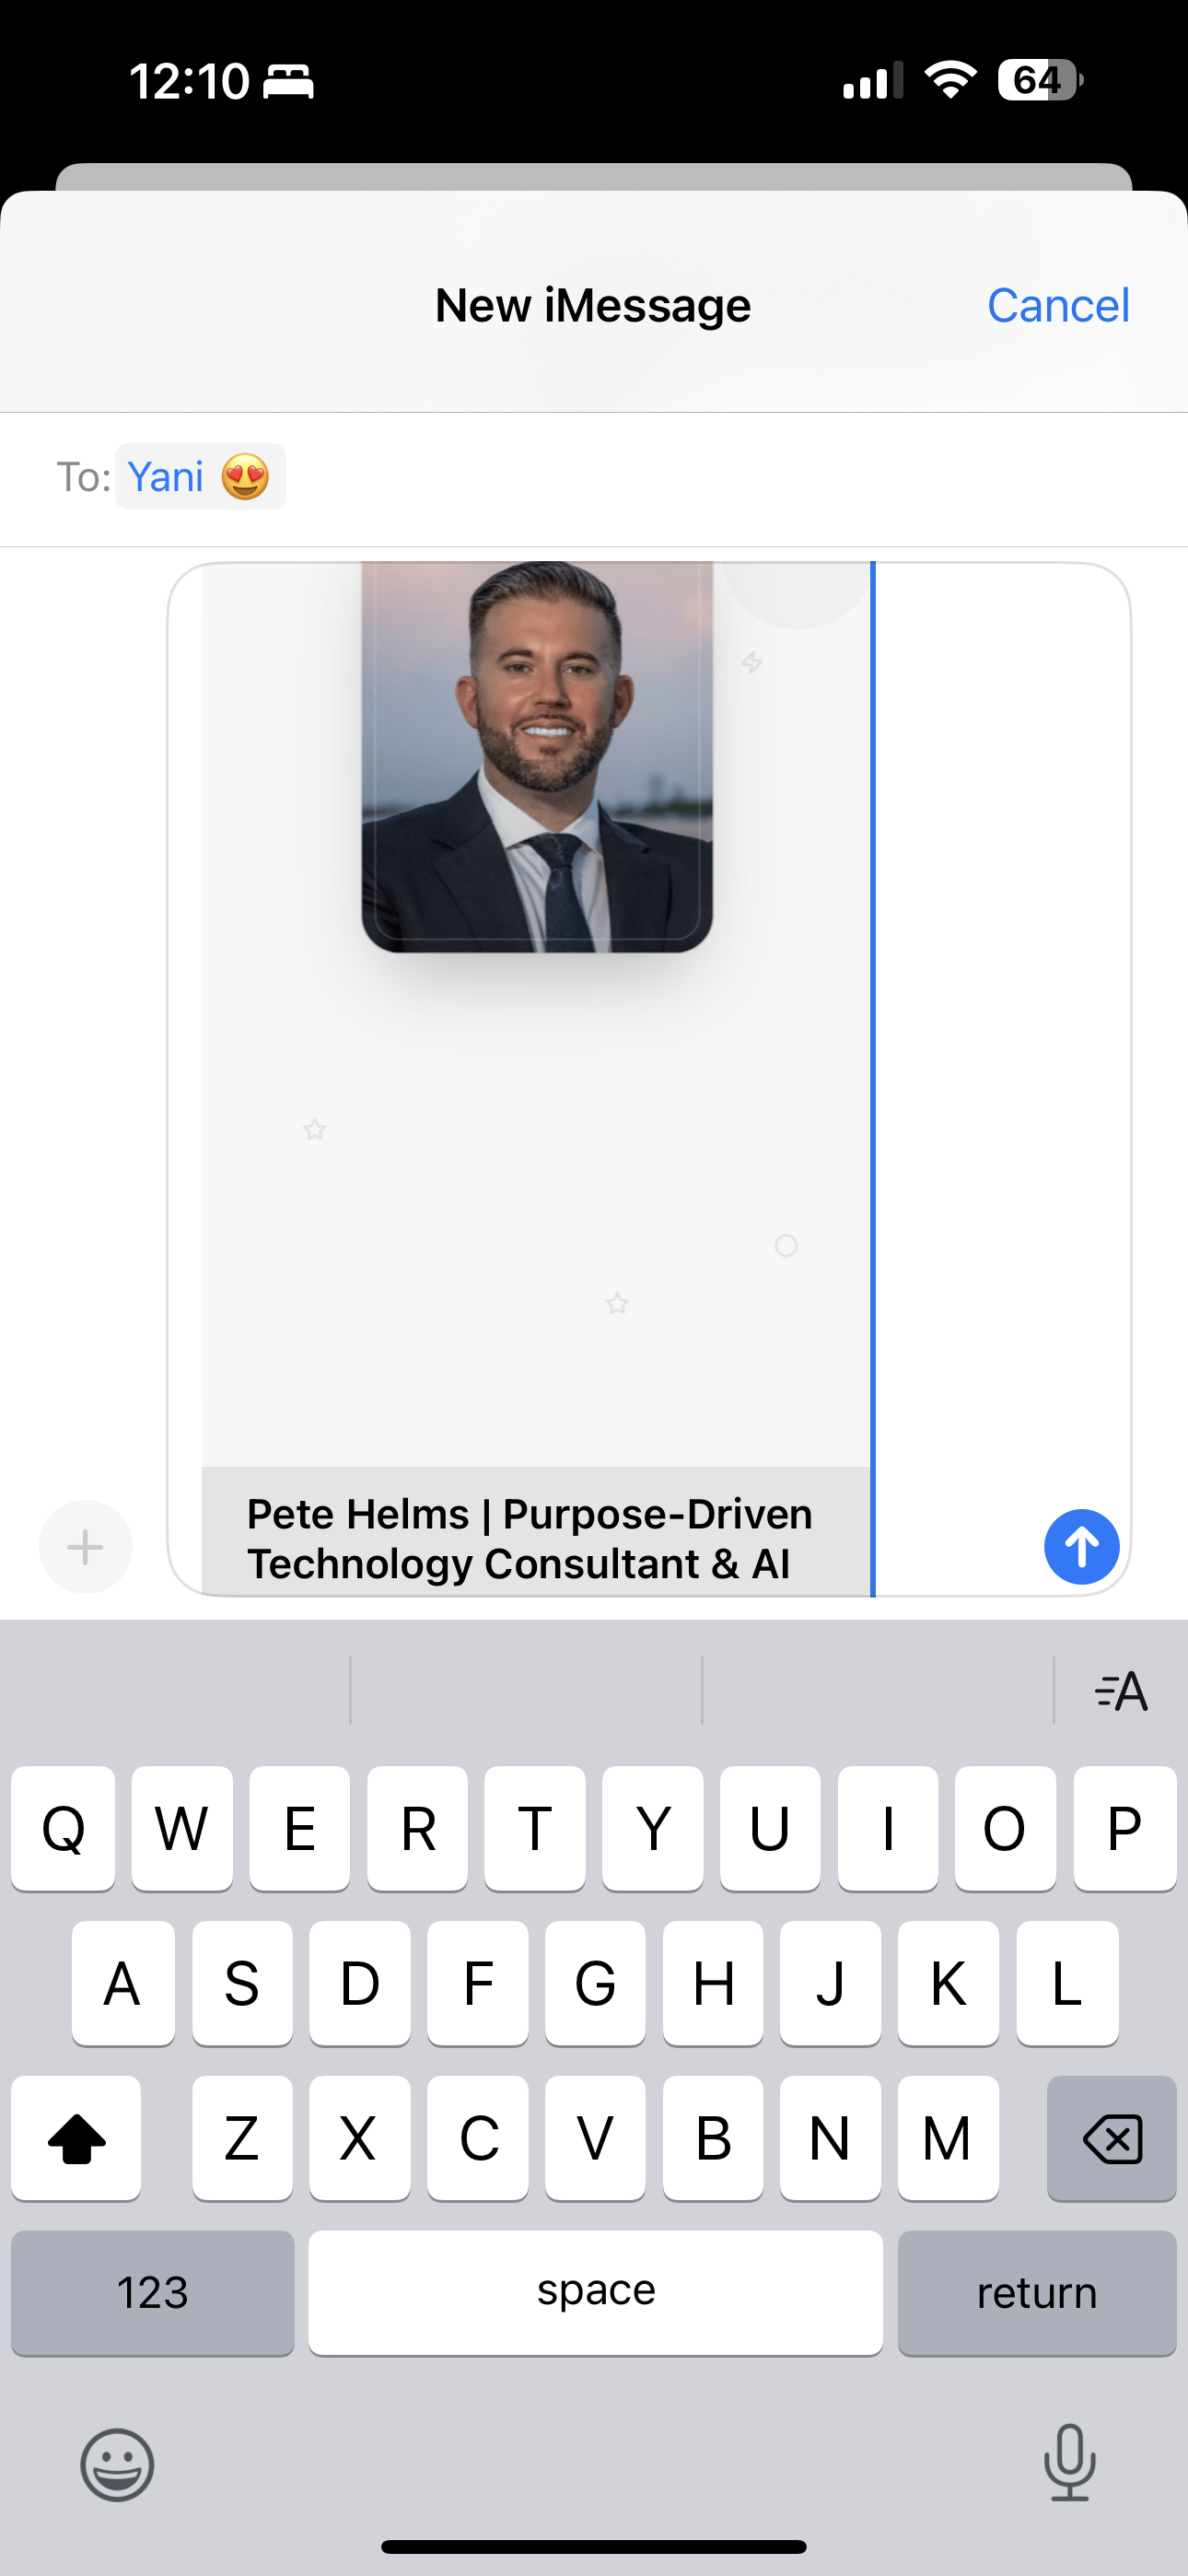 12:10
64
New iMessage
Cancel
To: Yani 😍
Pete Helms | Purpose-Driven
Technology Consultant & AI
A
Q W E R T Y U I O P
A S D F G H J K L
Z X C V B N M
123 space return